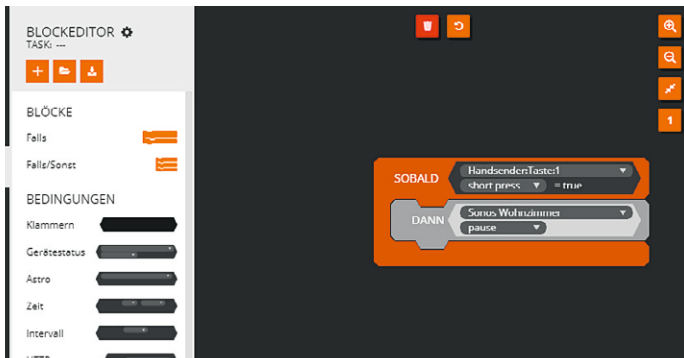 BLOCKEDITOR
TASK: ---
BLÖCKE
Falls
Falls/Sonst
BEDINGUNGEN
Klammern
Gerätestatus
Astro
Zeit
Intervall
1
SOBALD
Handsender:Taste:1
short press = true
DANN
Sonos Wohnzimmer
pause